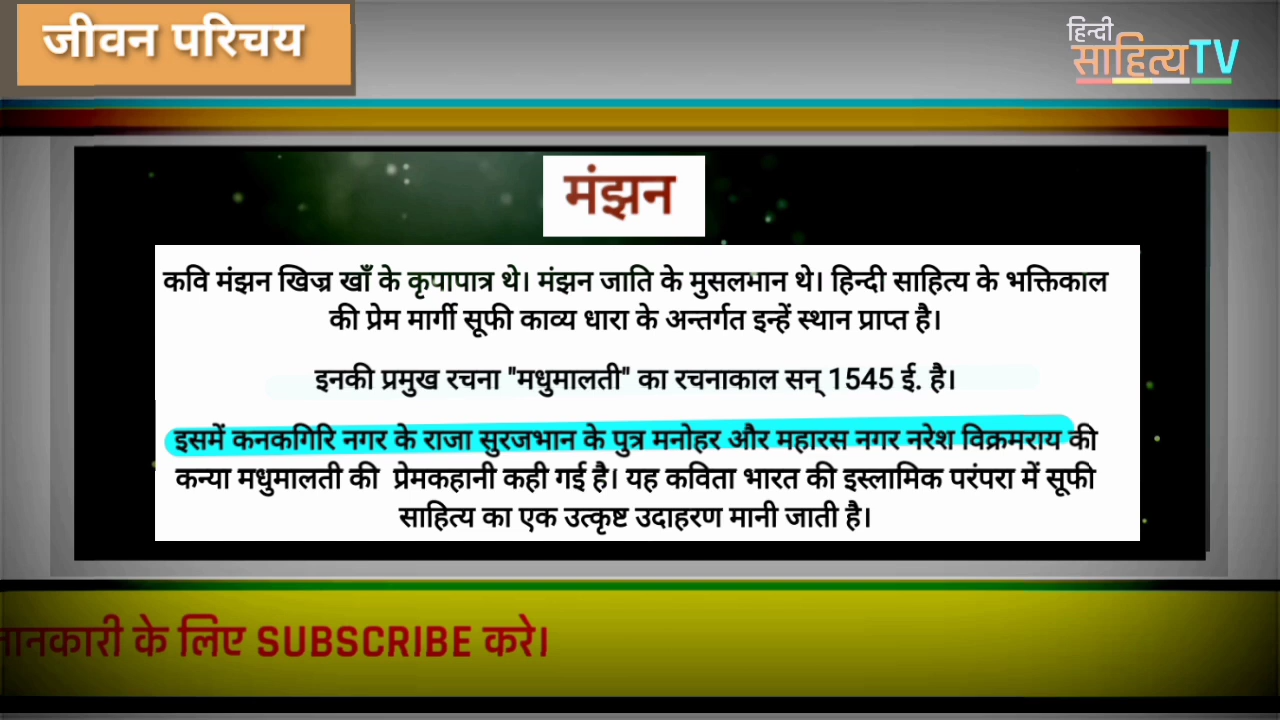 जीवन परिचय
हिन्दी
साहित्यTV
मंझन
कवि मंझन खिज्र खाँ के कृपापात्र थे। मंझन जाति के मुसलमान थे। हिन्दी साहित्य के भक्तिकाल
की प्रेम मार्गी सूफी काव्य धारा के अन्तर्गत इन्हें स्थान प्राप्त है।
इनकी प्रमुख रचना "मधुमालती" का रचनाकाल सन् 1545 ई. है।
इसमें कनकगिरि नगर के राजा सुरजभान के पुत्र मनोहर और महारस नगर नरेश विक्रमराय की
कन्या मधुमालती की प्रेमकहानी कही गई है। यह कविता भारत की इस्लामिक परंपरा में सूफी
साहित्य का एक उत्कृष्ट उदाहरण मानी जाती है।
के लिए SUBSCRIBE करे।